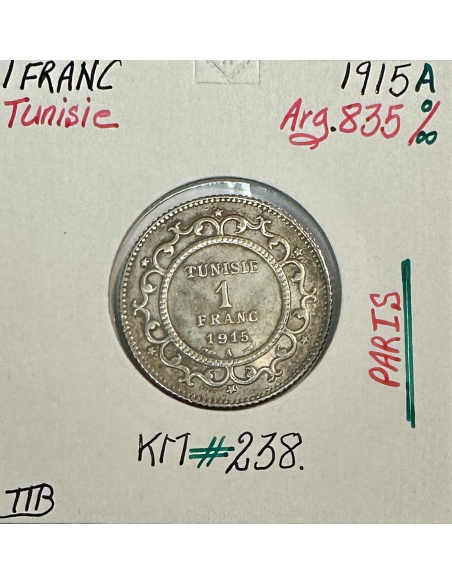 1 FRANC 1915 A
Tunisie Arg. 835 ‰
TUNISIE
1
FRANC
1915
A
PARIS
KM#238.
TTB